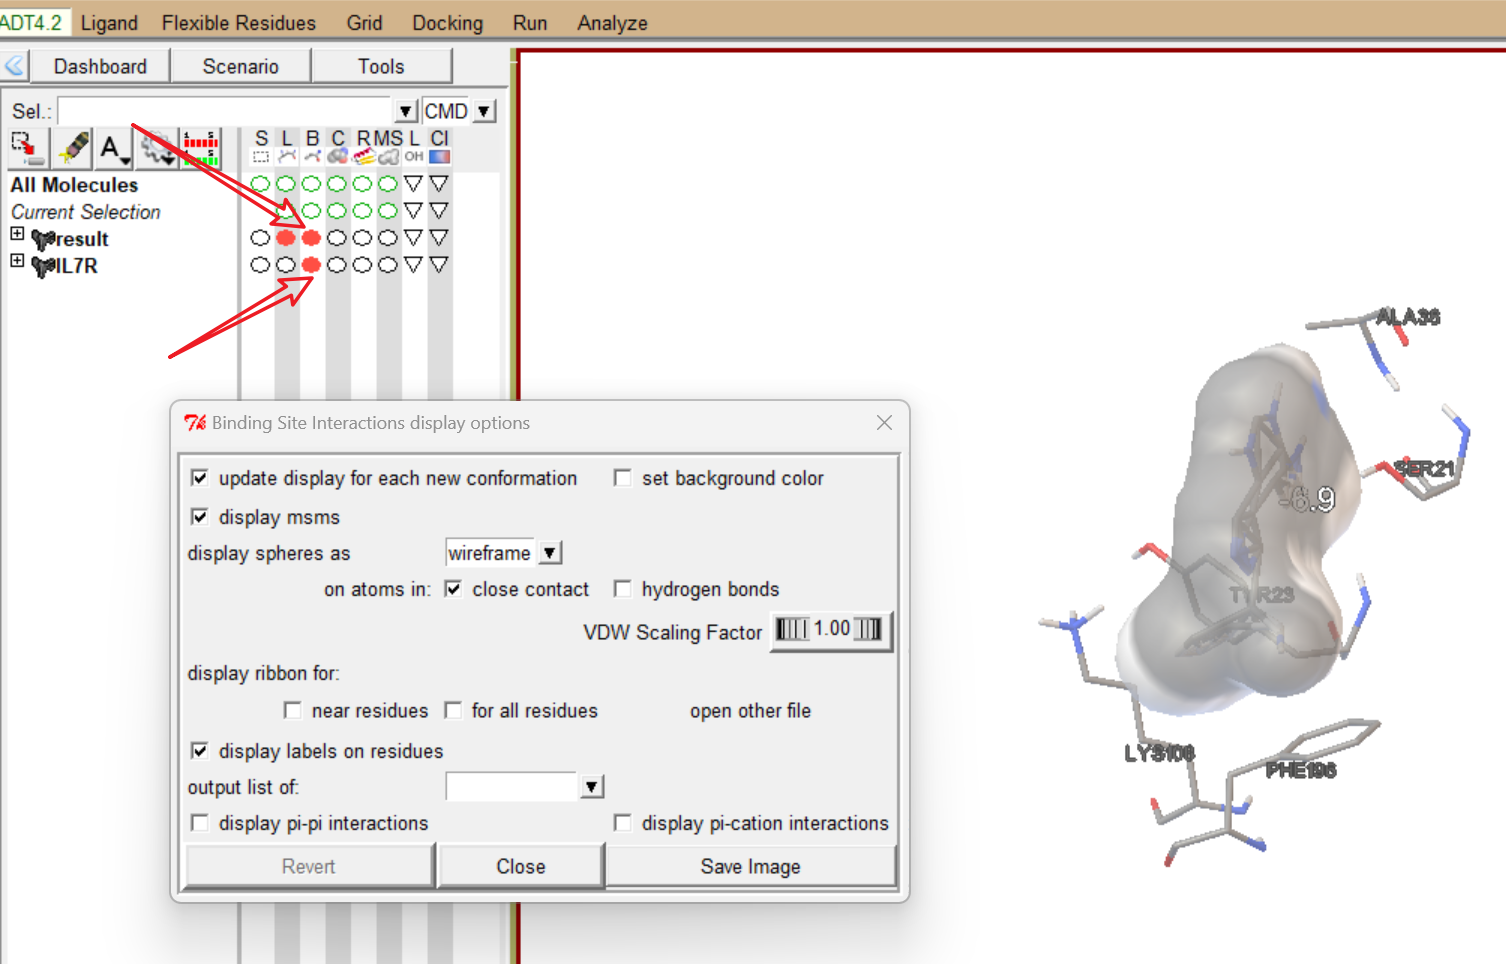 ADT4.2 Ligand Flexible Residues Grid Docking Run Analyze
Dashboard Scenario Tools
Sel.: CMD
A S L B C R MS L Cl
OH
All Molecules
Current Selection
result
IL7R
Binding Site Interactions display options
update display for each new conformation set background color
display msms
display spheres as wireframe
on atoms in: close contact hydrogen bonds
VDW Scaling Factor 1.00
display ribbon for:
near residues for all residues open other file
display labels on residues
output list of:
display pi-pi interactions display pi-cation interactions
Revert Close Save Image
ALA36
SER21
-6.9
TYR23
PHE196